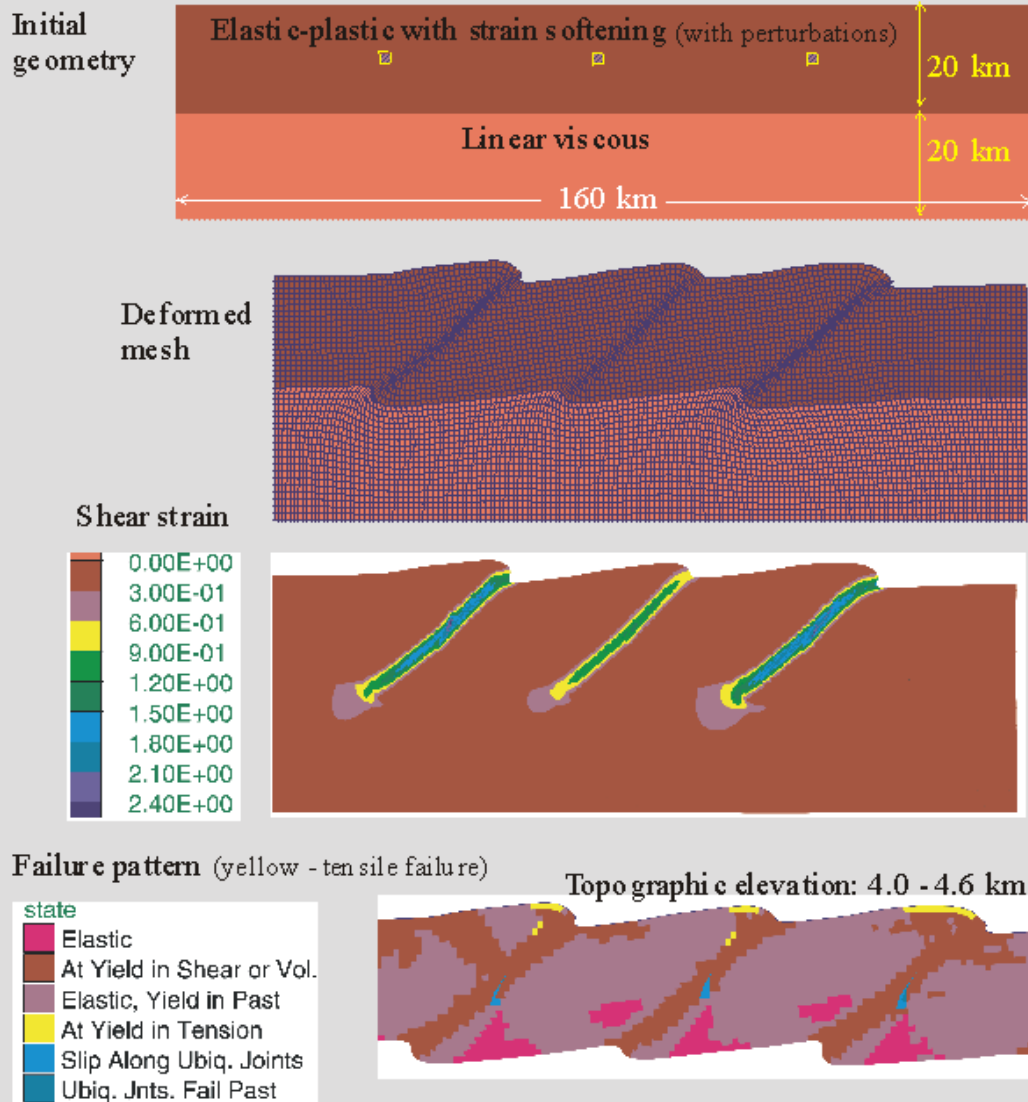 Initial geometry
Elastic-plastic with strain softening (with perturbations)
20 km
Linear viscous
20 km
160 km
Deformed mesh
Shear strain
0.00E+00
3.00E-01
6.00E-01
9.00E-01
1.20E+00
1.50E+00
1.80E+00
2.10E+00
2.40E+00
Failure pattern (yellow - tensile failure)
Topographic elevation: 4.0 - 4.6 km
state
Elastic
At Yield in Shear or Vol.
Elastic, Yield in Past
At Yield in Tension
Slip Along Ubiq. Joints
Ubiq. Jnts. Fail Past